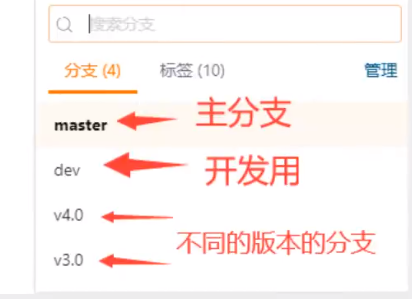 搜索分支
分支 (4) 标签 (10) 管理
master 主分支
dev 开发用
v4.0
不同的版本的分支
v3.0